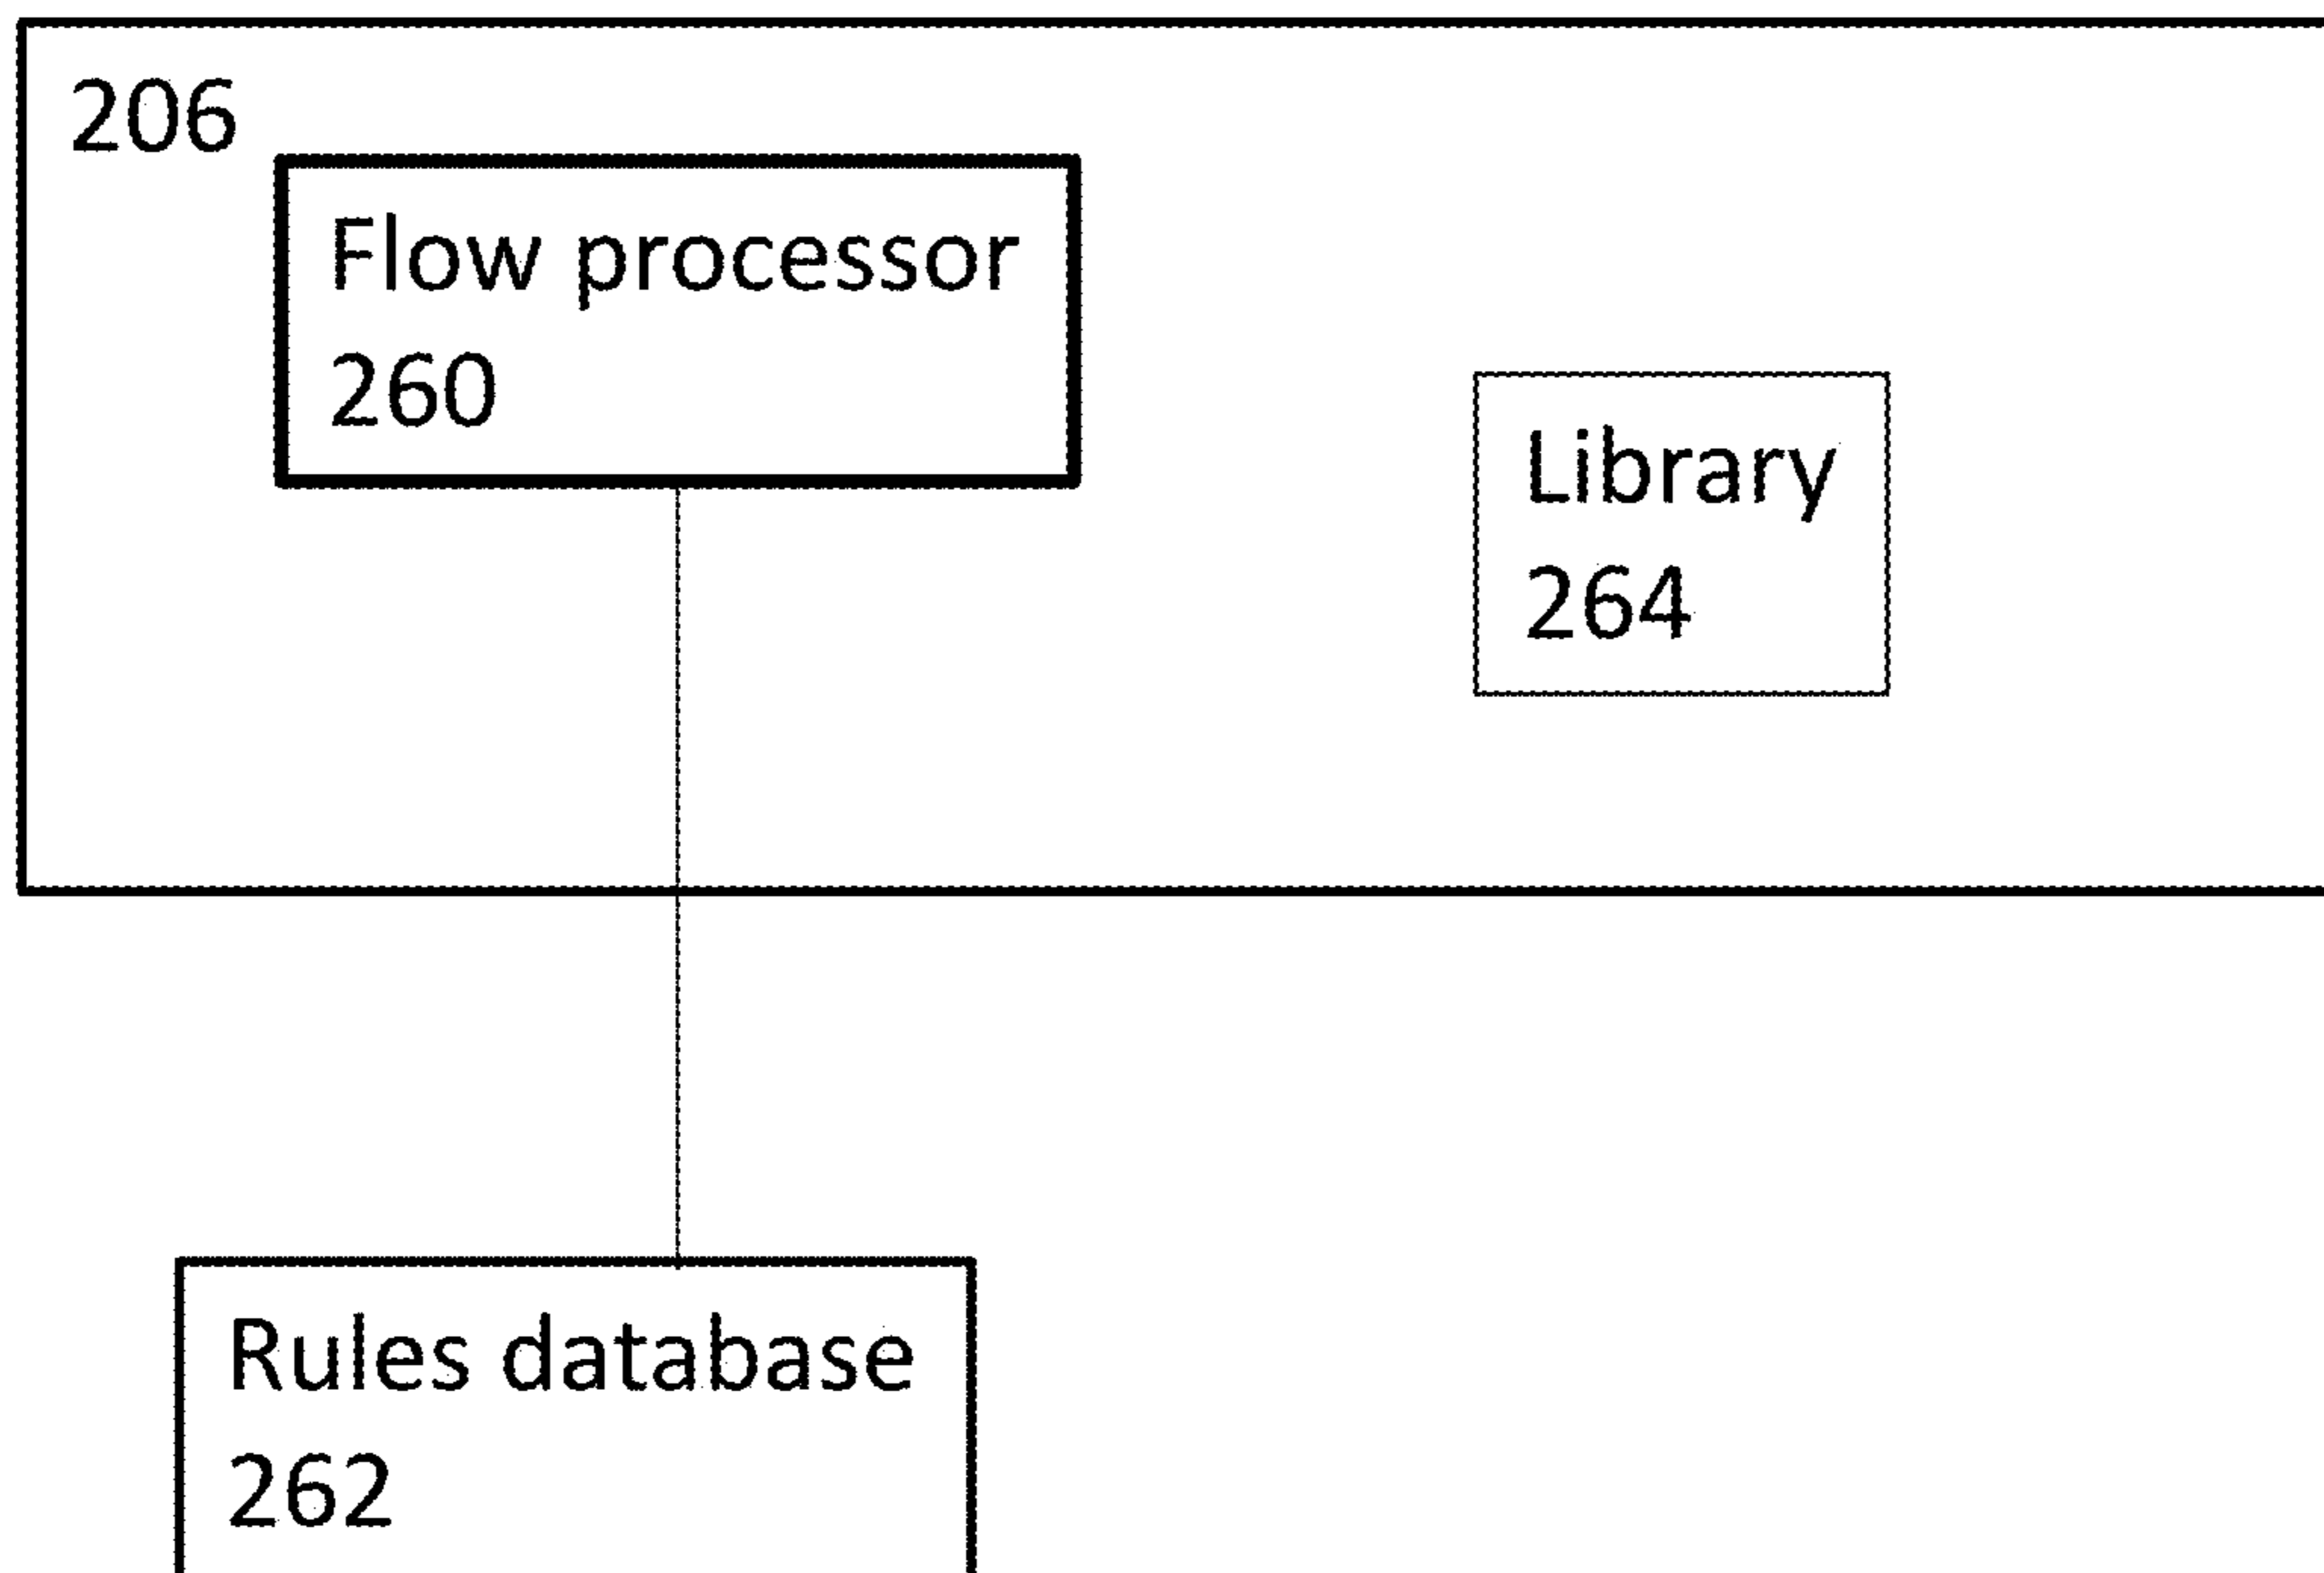 206
Flow processor
260
Library
264
Rules database
262